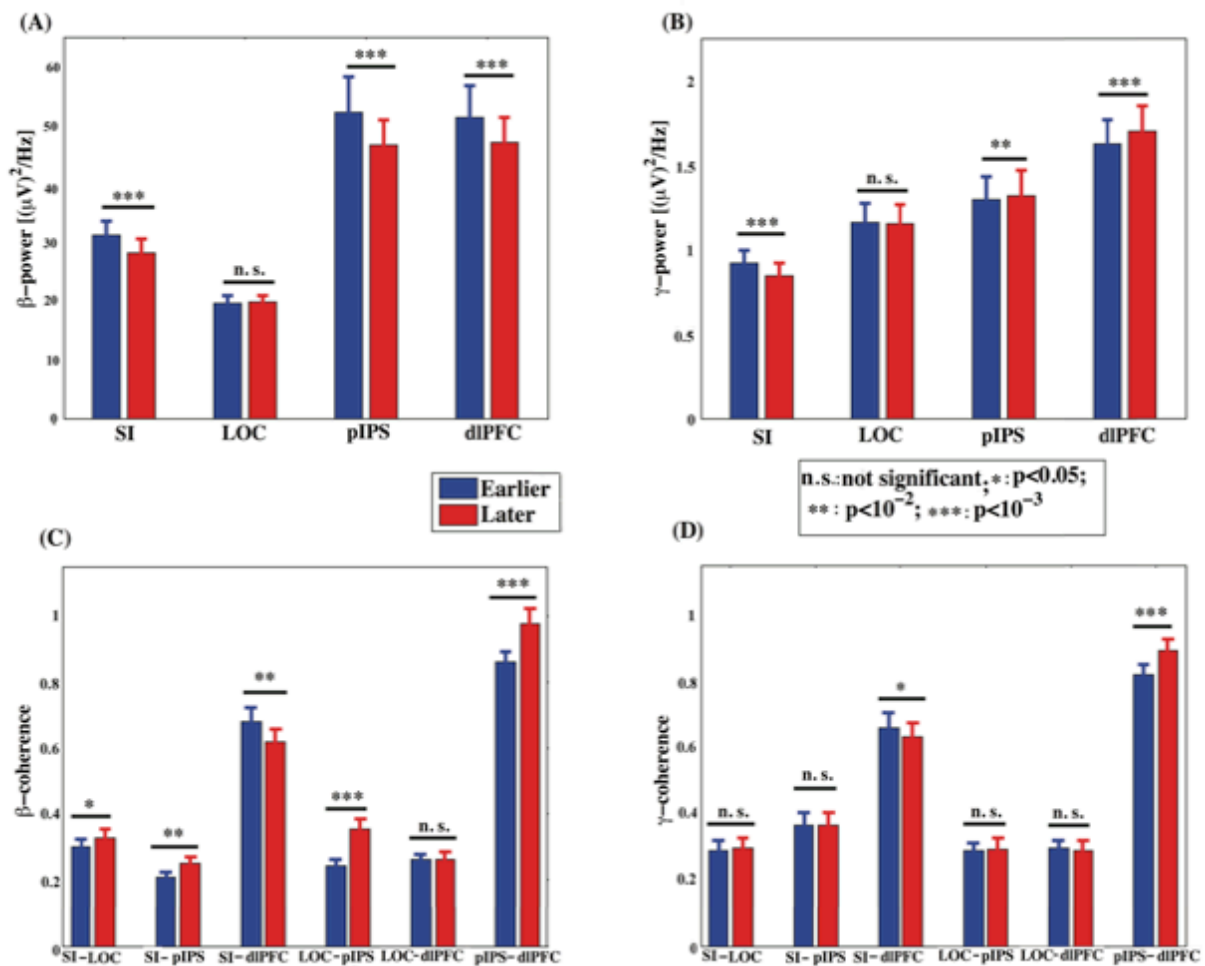 (A)
β-power [(μV)²/Hz]
60
50
40
30
20
10
0
***
n. s.
***
***
SI LOC pIPS dlPFC
(B)
γ-power [(μV)²/Hz]
2
1.5
1
0.5
0
***
n. s.
**
***
SI LOC pIPS dlPFC
Earlier
Later
n.s.:not significant;*:p<0.05;
**: p<10⁻²; ***: p<10⁻³
(C)
β-coherence
1
0.8
0.6
0.4
0.2
0
*
**
**
***
n. s.
***
SI-LOC SI-pIPS SI-dlPFC LOC-pIPS LOC-dlPFC pIPS-dlPFC
(D)
γ-coherence
1
0.8
0.6
0.4
0.2
0
n. s.
n. s.
*
n. s.
n. s.
***
SI-LOC SI-pIPS SI-dlPFC LOC-pIPS LOC-dlPFC pIPS-dlPFC